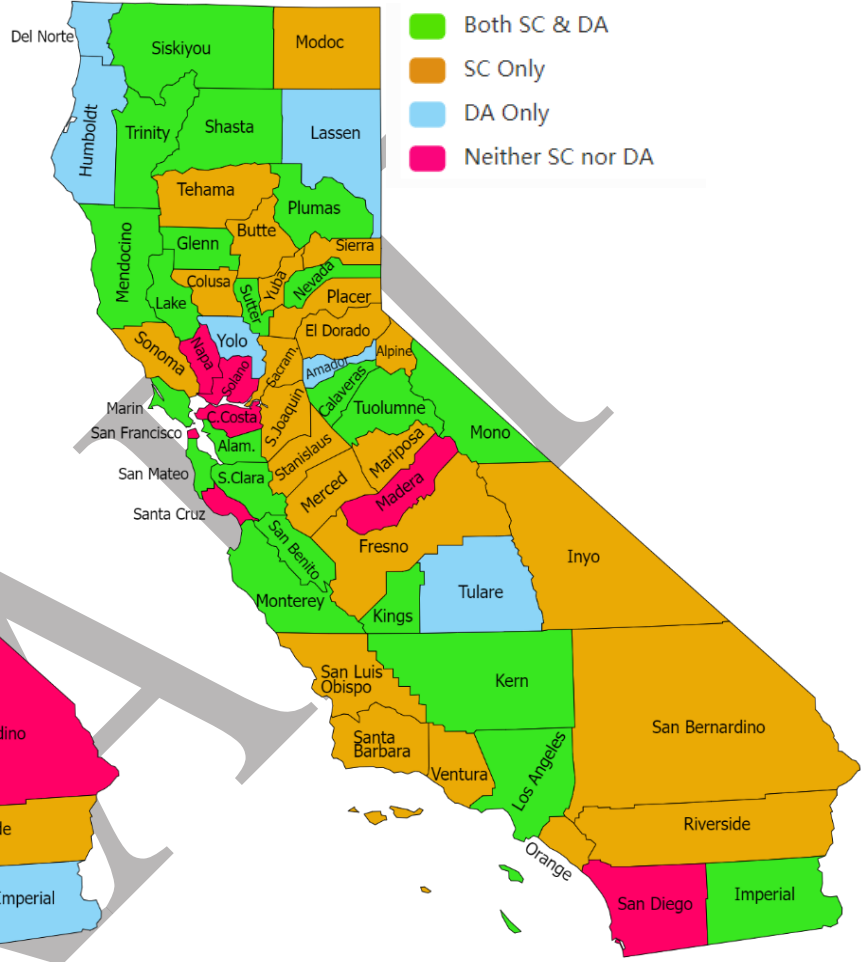 Both SC & DA
SC Only
DA Only
Neither SC nor DA
Del Norte
Siskiyou
Modoc
Humboldt
Trinity
Shasta
Lassen
Tehama
Plumas
Mendocino
Glenn
Butte
Sierra
Colusa
Yuba
Nevada
Lake
Sutter
Placer
Sonoma
Napa
Yolo
El Dorado
Solano
Sacram.
Amador
Alpine
Marin
C.Costa
S.Joaquin
Calaveras
Tuolumne
San Francisco
Alam.
Mono
San Mateo
S.Clara
Stanislaus
Mariposa
Santa Cruz
Merced
Madera
San Benito
Fresno
Inyo
Monterey
Kings
Tulare
San Luis
Obispo
Kern
dino
San Bernardino
Santa
Barbara
Ventura
Los Angeles
le
Riverside
Orange
Imperial
San Diego
Imperial